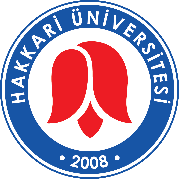 HAKKARİ ÜNİVERSİTESİ
• 2008 •